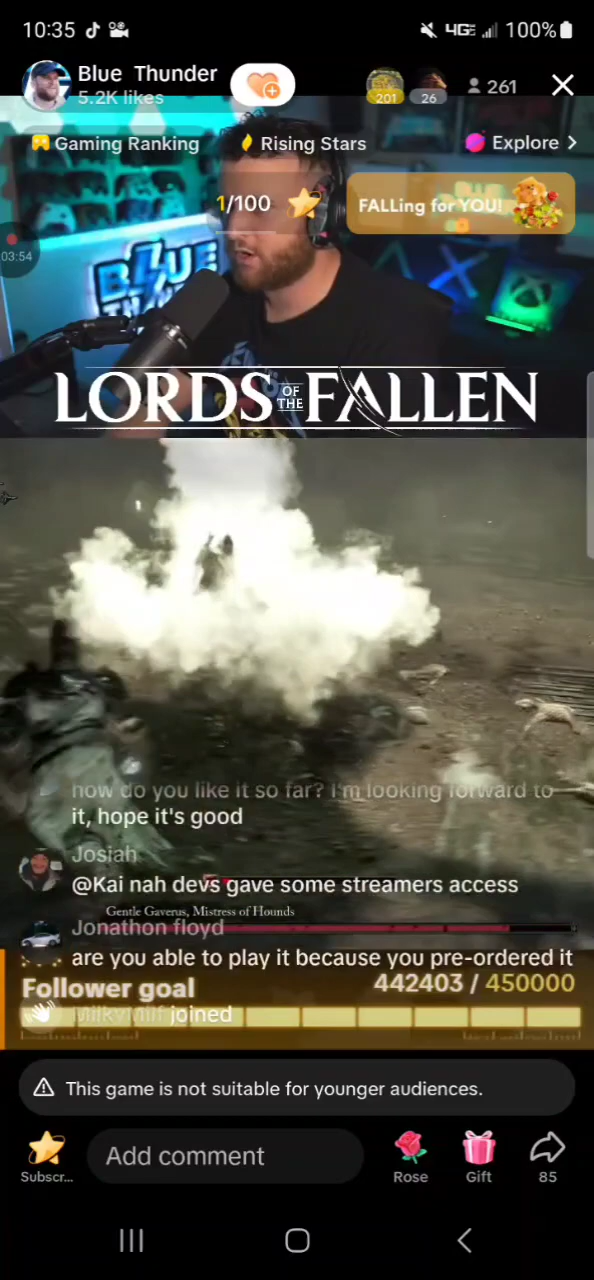 10:35
4GE
100%
Blue Thunder
5.2K likes
201
26
261
Gaming Ranking
Rising Stars
Explore
1/100
FALLing for YOU!
03:54
BLUE
LORDS OF THE FALLEN
how do you like it so far? I'm looking forward to
it, hope it's good
Josiah
@Kai nah devs gave some streamers access
Gentle Gaverus, Mistress of Hounds
Jonathon floyd
are you able to play it because you pre-ordered it
Follower goal
442403 / 450000
MilkyMilf joined
This game is not suitable for younger audiences.
Subscr...
Add comment
Rose
Gift
85